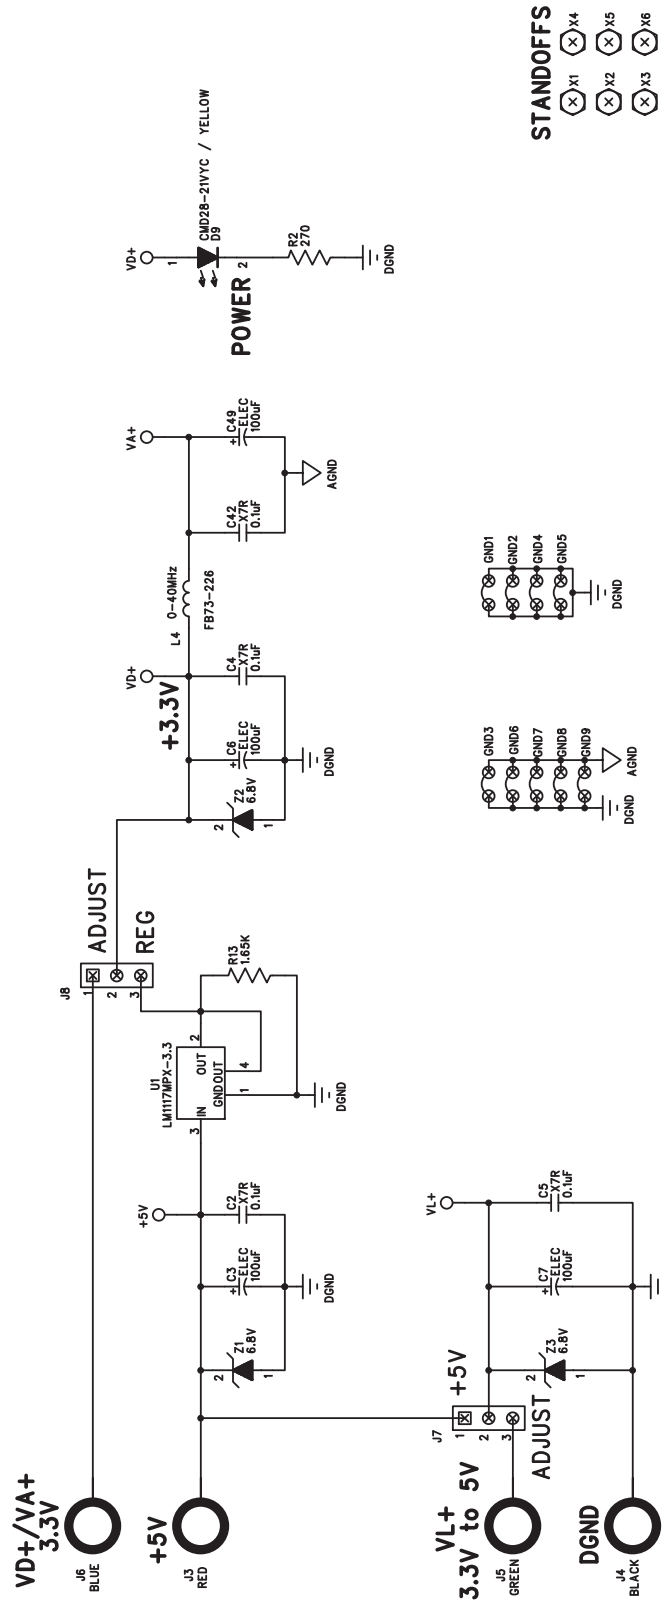 VD+/VA+
3.3V
J6
BLUE
+5V
J3
RED
VL+
3.3V to 5V
J5
GREEN
DGND
J4
BLACK
J7
1
2
3
+5V
ADJUST
2
1
Z3
6.8V
+
C7
ELEC
100uF
C5
X7R
0.1uF
VL+
2
1
Z1
6.8V
+
C3
ELEC
100uF
DGND
C2
X7R
0.1uF
+5V
3
IN
U1
LM1117MPX-3.3
GND
OUT
OUT
1
4
2
DGND
R13
1.65K
J8
1
2
3
ADJUST
REG
2
1
Z2
6.8V
+
C6
ELEC
100uF
DGND
+3.3V
VD+
C4
X7R
0.1uF
L4
0-40MHz
FB73-226
C42
X7R
0.1uF
VA+
+
C49
ELEC
100uF
AGND
POWER
VD+
1
2
CMD28-21VYC / YELLOW
D9
R2
270
DGND
GND3
GND6
GND7
GND8
GND9
DGND
AGND
GND1
GND2
GND4
GND5
DGND
STANDOFFS
X1
X4
X2
X5
X3
X6